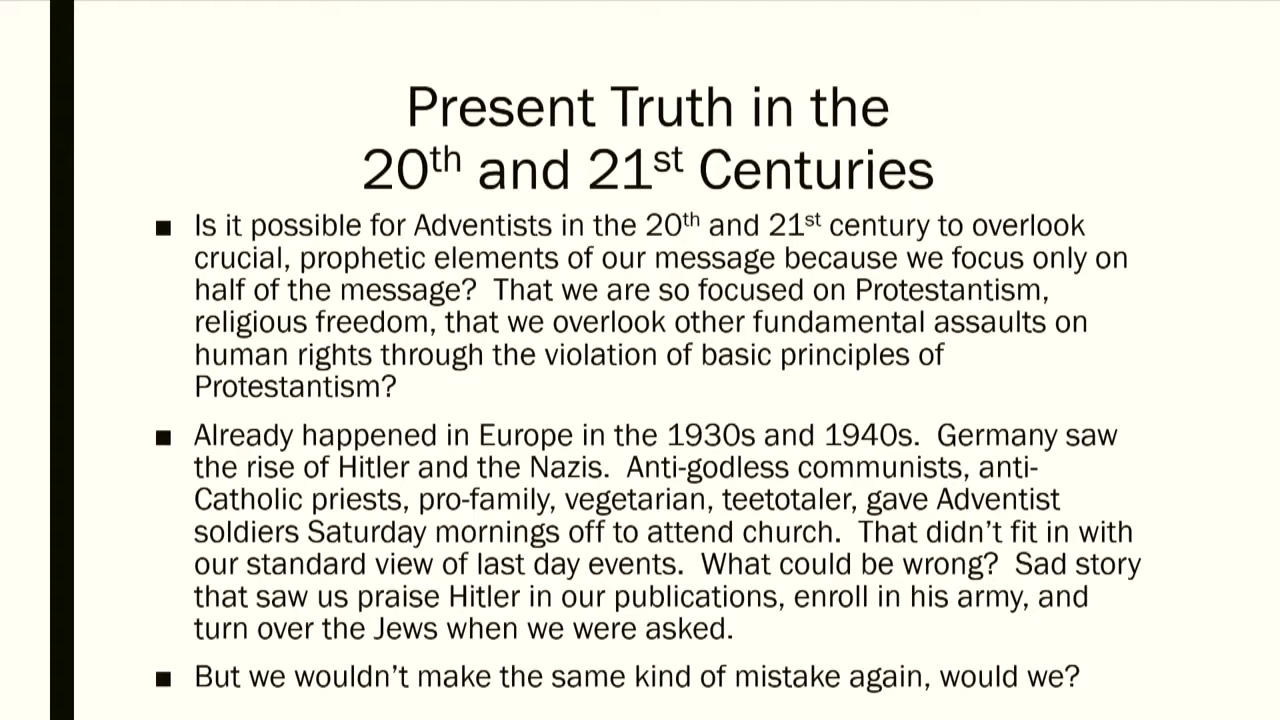 Present Truth in the
20th and 21st Centuries
■ Is it possible for Adventists in the 20th and 21st century to overlook
crucial, prophetic elements of our message because we focus only on
half of the message?  That we are so focused on Protestantism,
religious freedom, that we overlook other fundamental assaults on
human rights through the violation of basic principles of
Protestantism?
■ Already happened in Europe in the 1930s and 1940s.  Germany saw
the rise of Hitler and the Nazis.  Anti-godless communists, anti-
Catholic priests, pro-family, vegetarian, teetotaler, gave Adventist
soldiers Saturday mornings off to attend church.  That didn't fit in with
our standard view of last day events.  What could be wrong?  Sad story
that saw us praise Hitler in our publications, enroll in his army, and
turn over the Jews when we were asked.
■ But we wouldn't make the same kind of mistake again, would we?